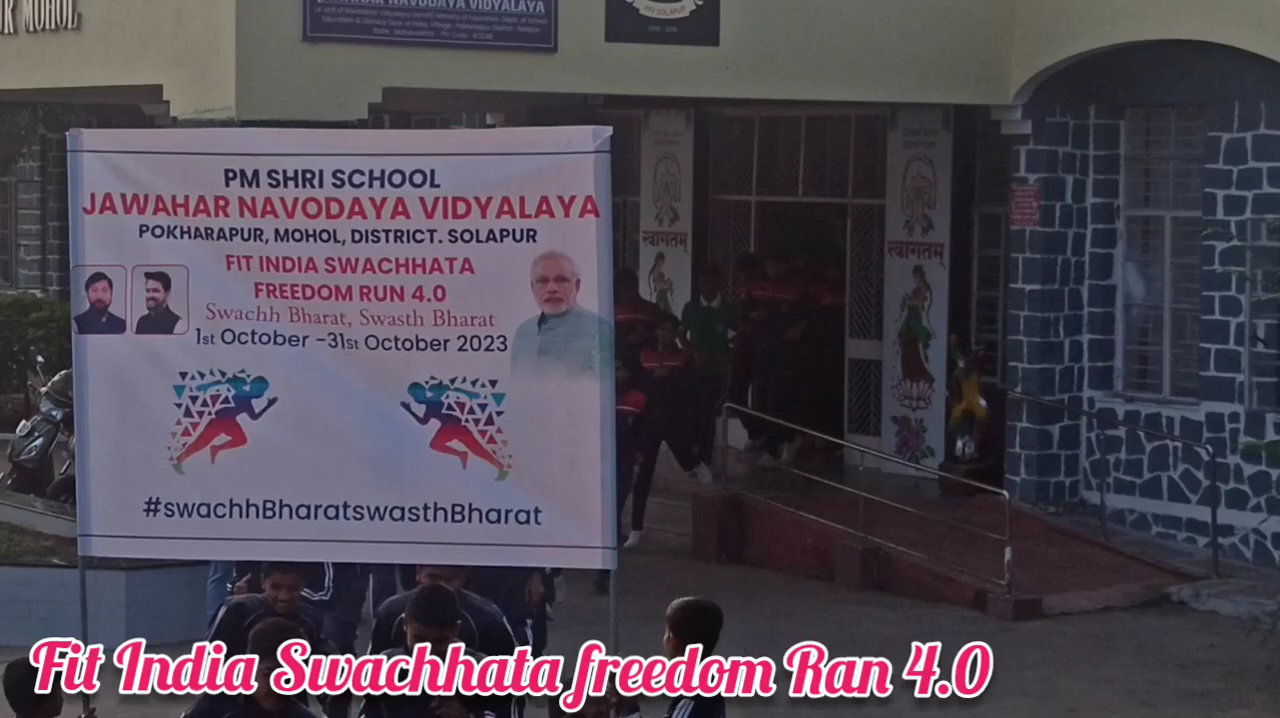 UR MOHOL
JAWAHAR NAVODAYA VIDYALAYA
PM SHRI SCHOOL
JAWAHAR NAVODAYA VIDYALAYA
POKHARAPUR, MOHOL, DISTRICT. SOLAPUR
FIT INDIA SWACHHATA
FREEDOM RUN 4.0
Swachh Bharat, Swasth Bharat
1st October -31st October 2023
#swachhBharatswasthBharat
स्वागतम्
स्वागतम्
Fit India Swachhata freedom Ran 4.0